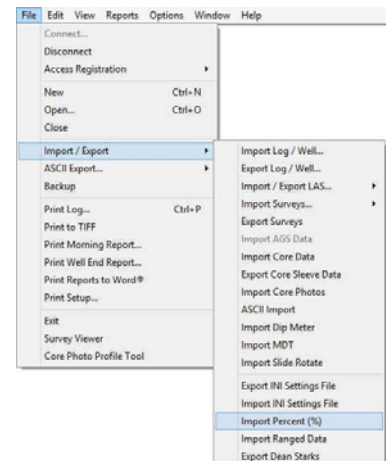 File Edit View Reports Options Window Help
Connect...
Disconnect
Access Registration
New Ctrl+N
Open... Ctrl+O
Close
Import / Export
ASCII Export...
Backup
Print Log... Ctrl+P
Print to TIFF
Print Morning Report...
Print Well End Report...
Print Reports to Word®
Print Setup...
Exit
Survey Viewer
Core Photo Profile Tool
Import Log / Well...
Export Log / Well...
Import / Export LAS...
Import Surveys...
Export Surveys
Import AGS Data
Import Core Data
Export Core Sleeve Data
Import Core Photos
ASCII Import
Import Dip Meter
Import MDT
Import Slide Rotate
Export INI Settings File
Import INI Settings File
Import Percent (%)
Import Ranged Data
Export Dean Starks